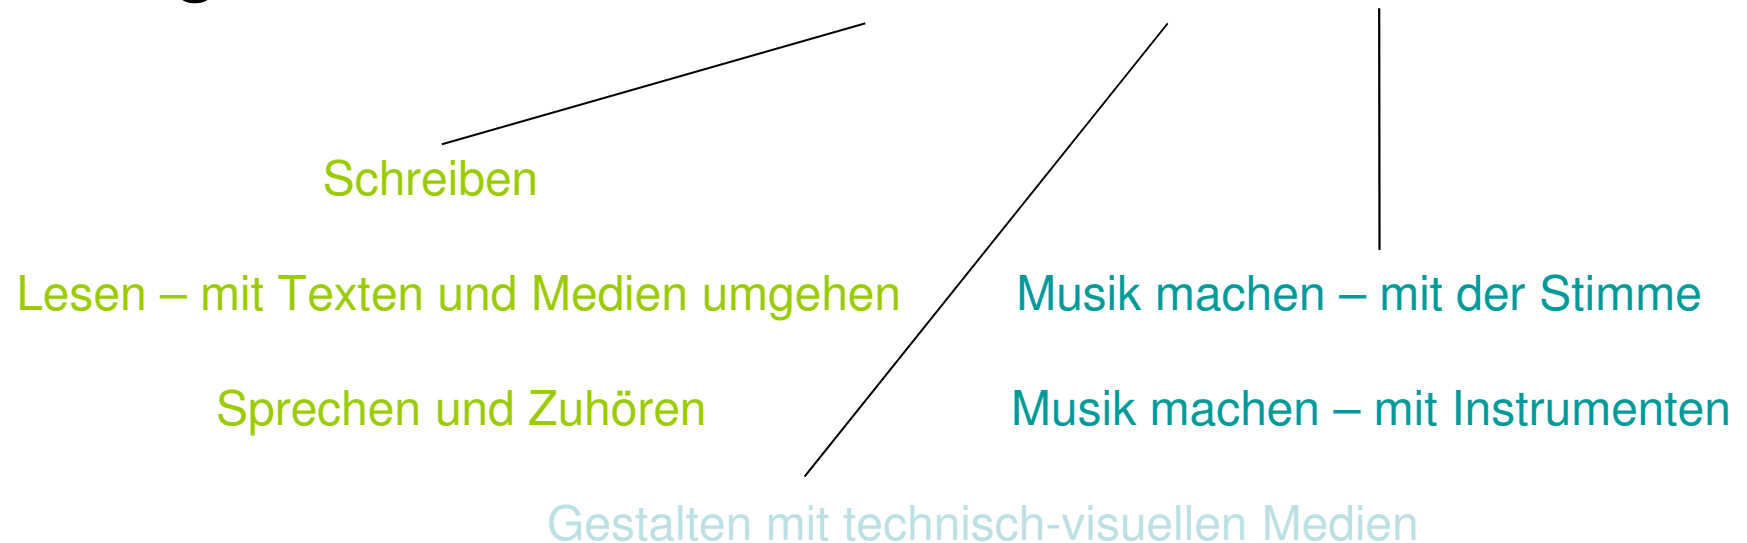 Schreiben
Lesen – mit Texten und Medien umgehen
Musik machen – mit der Stimme
Sprechen und Zuhören
Musik machen – mit Instrumenten
Gestalten mit technisch-visuellen Medien